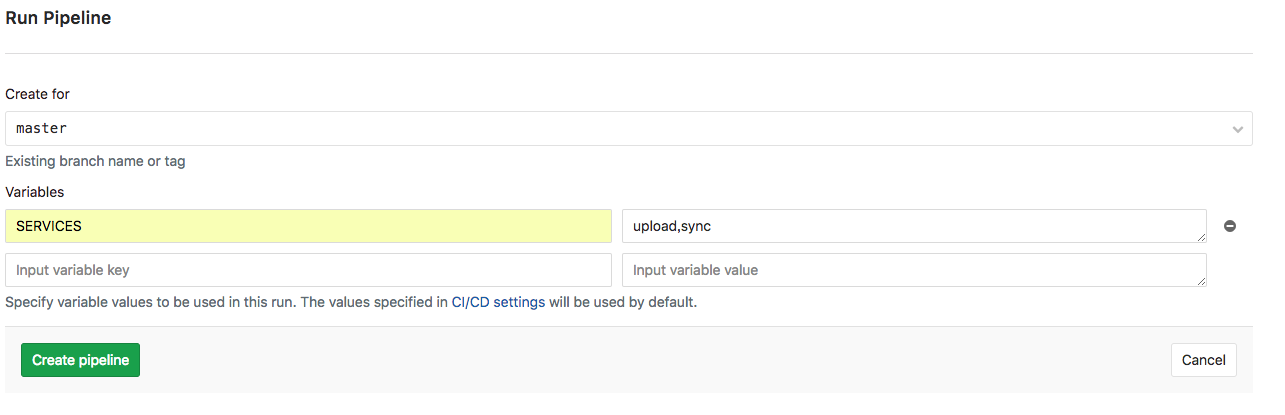 Run Pipeline
Create for
master
Existing branch name or tag
Variables
SERVICES upload,sync
Input variable key Input variable value
Specify variable values to be used in this run. The values specified in CI/CD settings will be used by default.
Create pipeline Cancel